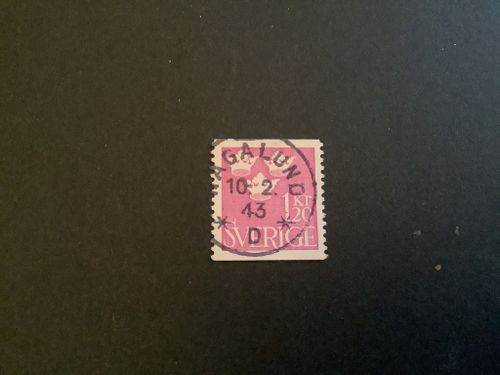 HAGALUND
10. 2.
43
* D *
1 KR
20
SVERIGE